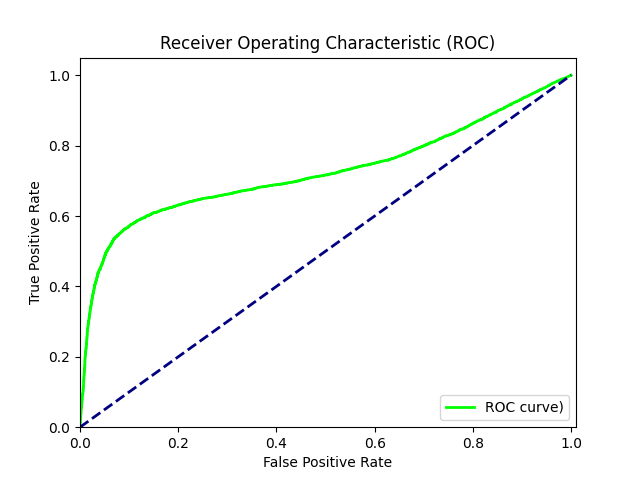 Receiver Operating Characteristic (ROC)
1.0
0.8
0.6
0.4
0.2
0.0
True Positive Rate
ROC curve)
0.0 0.2 0.4 0.6 0.8 1.0
False Positive Rate